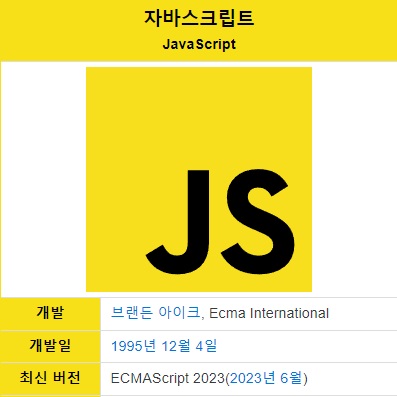 자바스크립트
JavaScript
JS
개발 브랜든 아이크, Ecma International
개발일 1995년 12월 4일
최신 버전 ECMAScript 2023(2023년 6월)